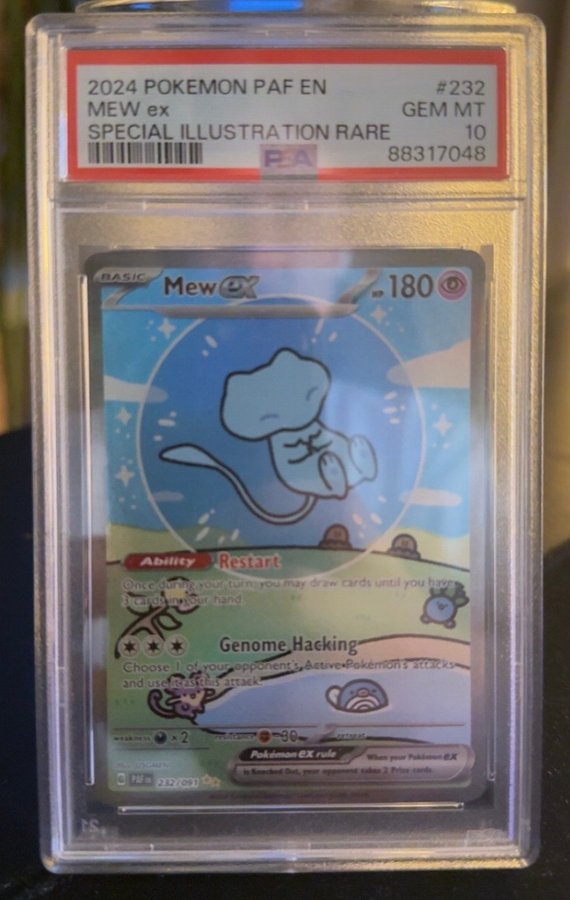 2024 POKEMON PAF EN #232
MEW ex GEM MT
SPECIAL ILLUSTRATION RARE 10
PSA 88317048
BASIC Mew ex HP 180
Ability Restart
Once during your turn, you may draw cards until you have
3 cards in your hand.
Genome Hacking
Choose 1 of your opponent's Active Pokémon's attacks
and use it as this attack.
weakness ×2 resistance -30 retreat
Pokémon ex rule When your Pokémon ex
is Knocked Out, your opponent takes 2 Prize cards.
Illus. USGMEN
PAF EN 232/091